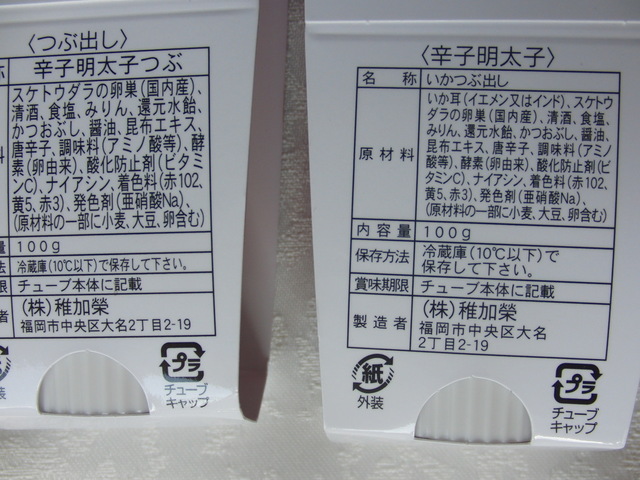 〈つぶ出し〉
称 辛子明太子つぶ
スケトウダラの卵巣(国内産)、
清酒、食塩、みりん、還元水飴、
かつおぶし、醤油、昆布エキス、
唐辛子、調味料(アミノ酸等)、酵
素(卵由来)、酸化防止剤(ビタミ
ンC)、ナイアシン、着色料(赤102、
黄5、赤3)、発色剤(亜硝酸Na)、
(原材料の一部に小麦、大豆、卵含む)
料
量 100g
法 冷蔵庫(10℃以下)で保存して下さい。
限 チューブ本体に記載
者 (株)稚加榮
福岡市中央区大名2丁目2-19
プラ
チューブ
キャップ
〈辛子明太子〉
名称 いかつぶ出し
原材料
いか耳(イエメン又はインド)、スケトウ
ダラの卵巣(国内産)、清酒、食塩、
みりん、還元水飴、かつおぶし、醤油、
昆布エキス、唐辛子、調味料(アミノ
酸等)、酵素(卵由来)、酸化防止剤(ビ
タミンC)、ナイアシン、着色料(赤102、
黄5、赤3)、発色剤(亜硝酸Na)、
(原材料の一部に小麦、大豆、卵含む)
内容量 100g
保存方法 冷蔵庫(10℃以下)で
保存して下さい。
賞味期限 チューブ本体に記載
製造者 (株)稚加榮
福岡市中央区大名
2丁目2-19
紙
外装
プラ
チューブ
キャップ